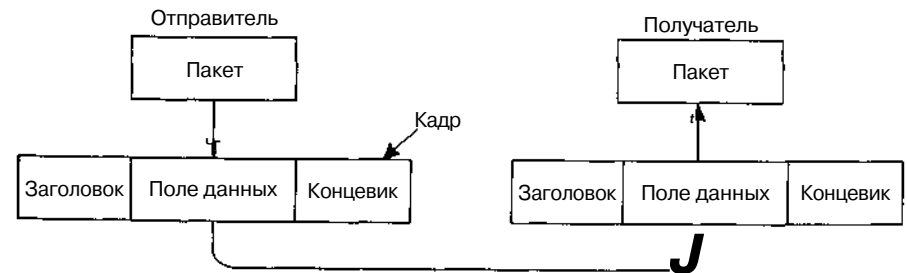 Отправитель
Получатель
Пакет
Пакет
Кадр
Заголовок
Поле данных
Концевик
Заголовок
Поле данных
Концевик